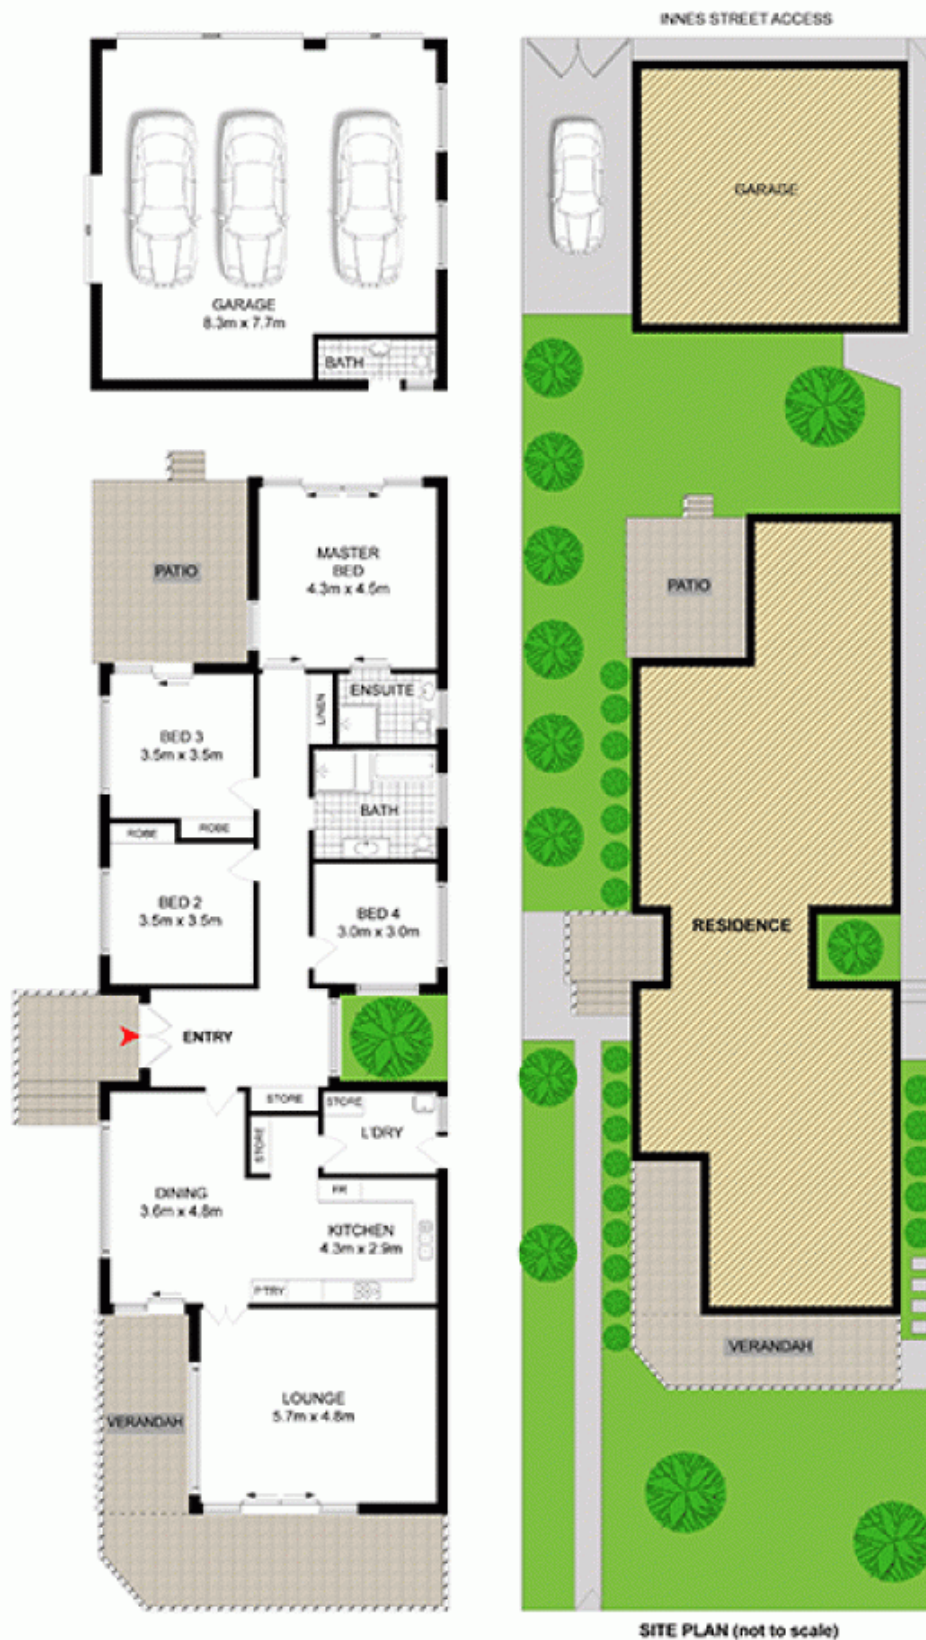 INNES STREET ACCESS
GARAGE
8.3m x 7.7m
BATH
GARAGE
PATIO
MASTER
BED
4.3m x 4.5m
PATIO
ENSUITE
LINEN
BED 3
3.5m x 3.5m
BATH
ROBE
ROBE
BED 2
3.5m x 3.5m
BED 4
3.0m x 3.0m
RESIDENCE
ENTRY
STORE
STORE
STORE
L'DRY
DINING
3.6m x 4.8m
FR
KITCHEN
4.3m x 2.9m
P'TRY
LOUNGE
5.7m x 4.8m
VERANDAH
VERANDAH
SITE PLAN (not to scale)